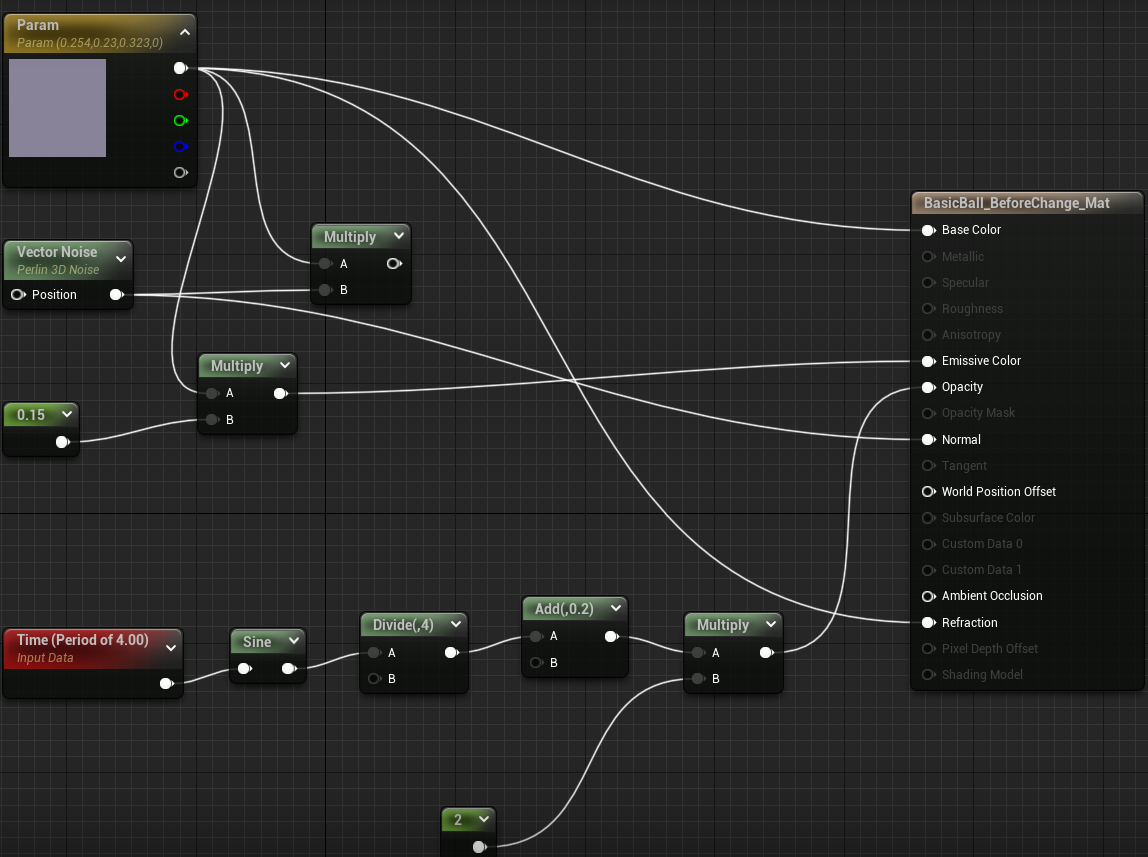 Param
Param (0.254,0.23,0.323,0)
Vector Noise
Perlin 3D Noise
Position
Multiply
A
B
Multiply
A
B
0.15
Time (Period of 4.00)
Input Data
Sine
Divide(,4)
A
B
Add(,0.2)
A
B
Multiply
A
B
2
BasicBall_BeforeChange_Mat
Base Color
Metallic
Specular
Roughness
Anisotropy
Emissive Color
Opacity
Opacity Mask
Normal
Tangent
World Position Offset
Subsurface Color
Custom Data 0
Custom Data 1
Ambient Occlusion
Refraction
Pixel Depth Offset
Shading Model